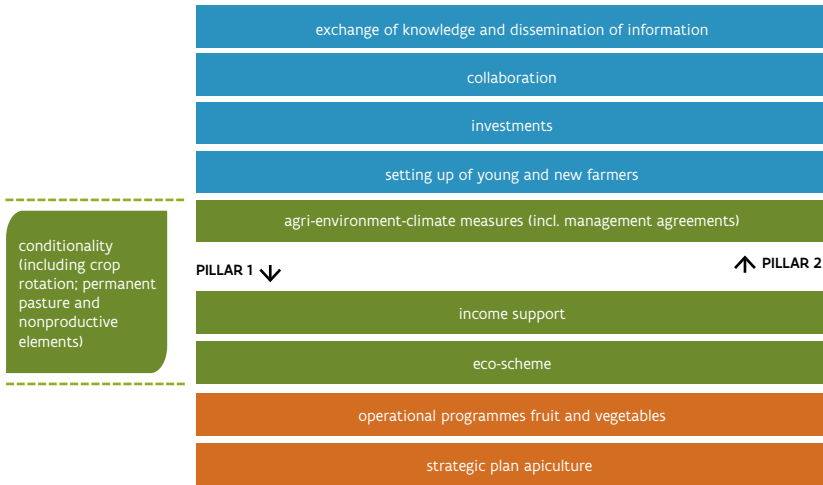 exchange of knowledge and dissemination of information
collaboration
investments
setting up of young and new farmers
agri-environment-climate measures (incl. management agreements)
conditionality
(including crop
rotation; permanent
pasture and
nonproductive
elements)
PILLAR 1
PILLAR 2
income support
eco-scheme
operational programmes fruit and vegetables
strategic plan apiculture